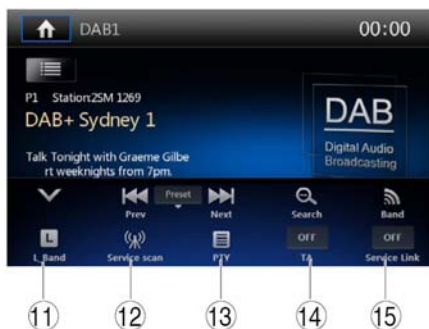 DAB1 00:00
P1 Station:2SM 1269
DAB+ Sydney 1
Talk Tonight with Graeme Gilbe
rt weeknights from 7pm.
DAB
Digital Audio
Broadcasting
Preset
Prev Next Search Band
L OFF OFF
L_Band Service scan PTY TA Service Link
11 12 13 14 15